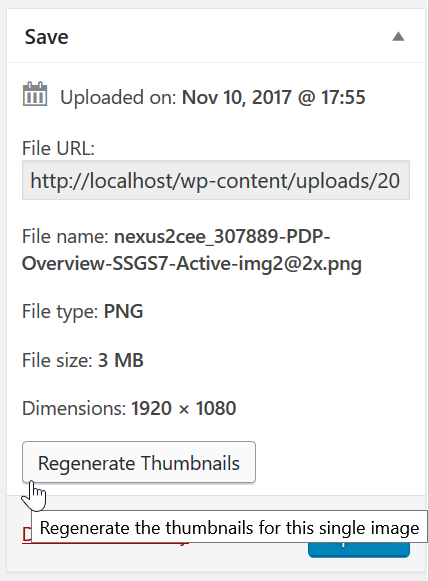 Save
Uploaded on: Nov 10, 2017 @ 17:55
File URL:
http://localhost/wp-content/uploads/20
File name: nexus2cee_307889-PDP-
Overview-SSGS7-Active-img2@2x.png
File type: PNG
File size: 3 MB
Dimensions: 1920 × 1080
Regenerate Thumbnails
Regenerate the thumbnails for this single image